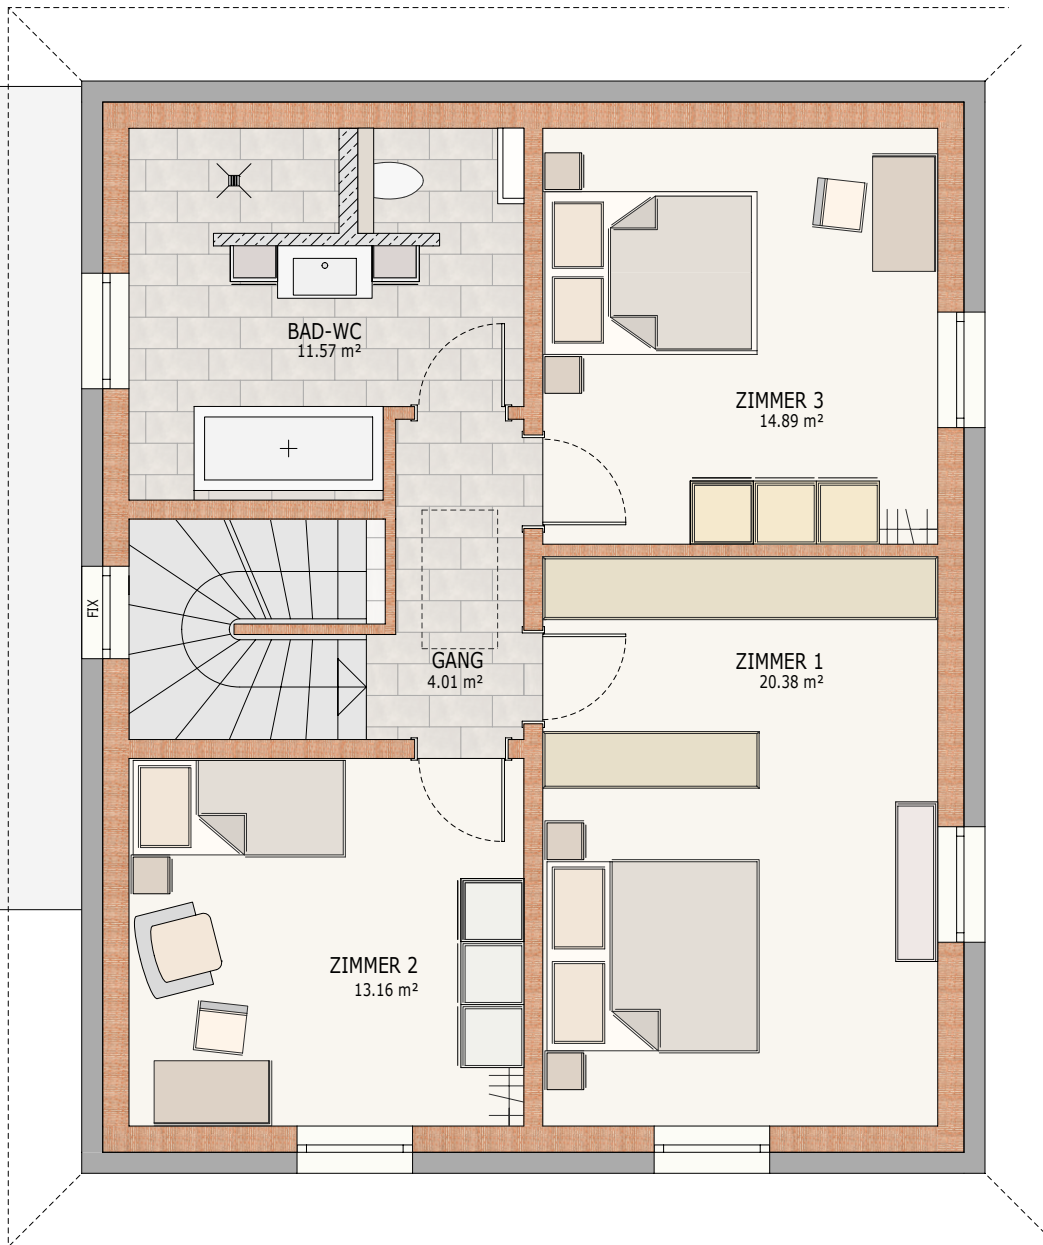 BAD-WC
11.57 m²
ZIMMER 3
14.89 m²
FIX
GANG
4.01 m²
ZIMMER 1
20.38 m²
ZIMMER 2
13.16 m²